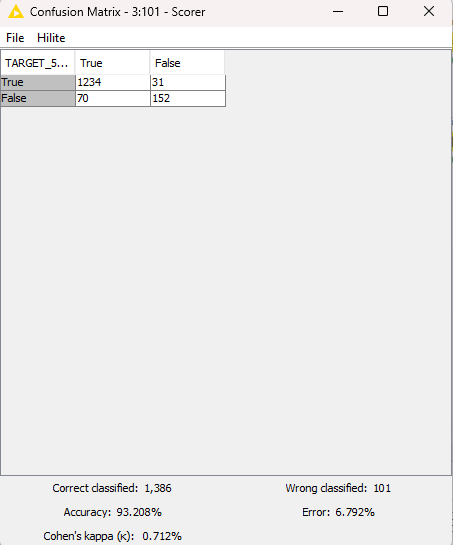 Confusion Matrix - 3:101 - Scorer
File Hilite
TARGET_5... True False
True 1234 31
False 70 152
Correct classified: 1,386 Wrong classified: 101
Accuracy: 93.208% Error: 6.792%
Cohen's kappa (κ): 0.712%